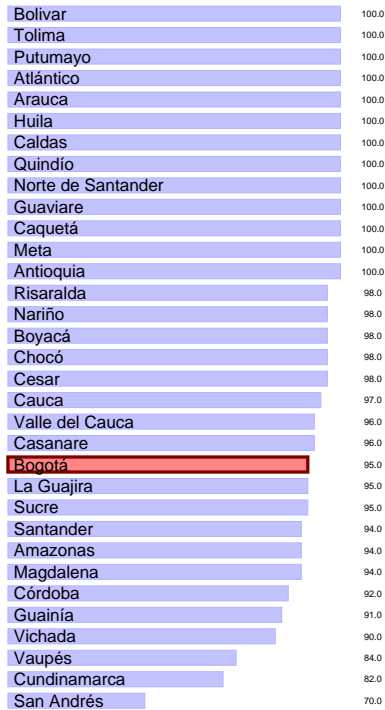 Bolivar 100.0
Tolima 100.0
Putumayo 100.0
Atlántico 100.0
Arauca 100.0
Huila 100.0
Caldas 100.0
Quindío 100.0
Norte de Santander 100.0
Guaviare 100.0
Caquetá 100.0
Meta 100.0
Antioquia 100.0
Risaralda 98.0
Nariño 98.0
Boyacá 98.0
Chocó 98.0
Cesar 98.0
Cauca 97.0
Valle del Cauca 96.0
Casanare 96.0
Bogotá 95.0
La Guajira 95.0
Sucre 95.0
Santander 94.0
Amazonas 94.0
Magdalena 94.0
Córdoba 92.0
Guainía 91.0
Vichada 90.0
Vaupés 84.0
Cundinamarca 82.0
San Andrés 70.0